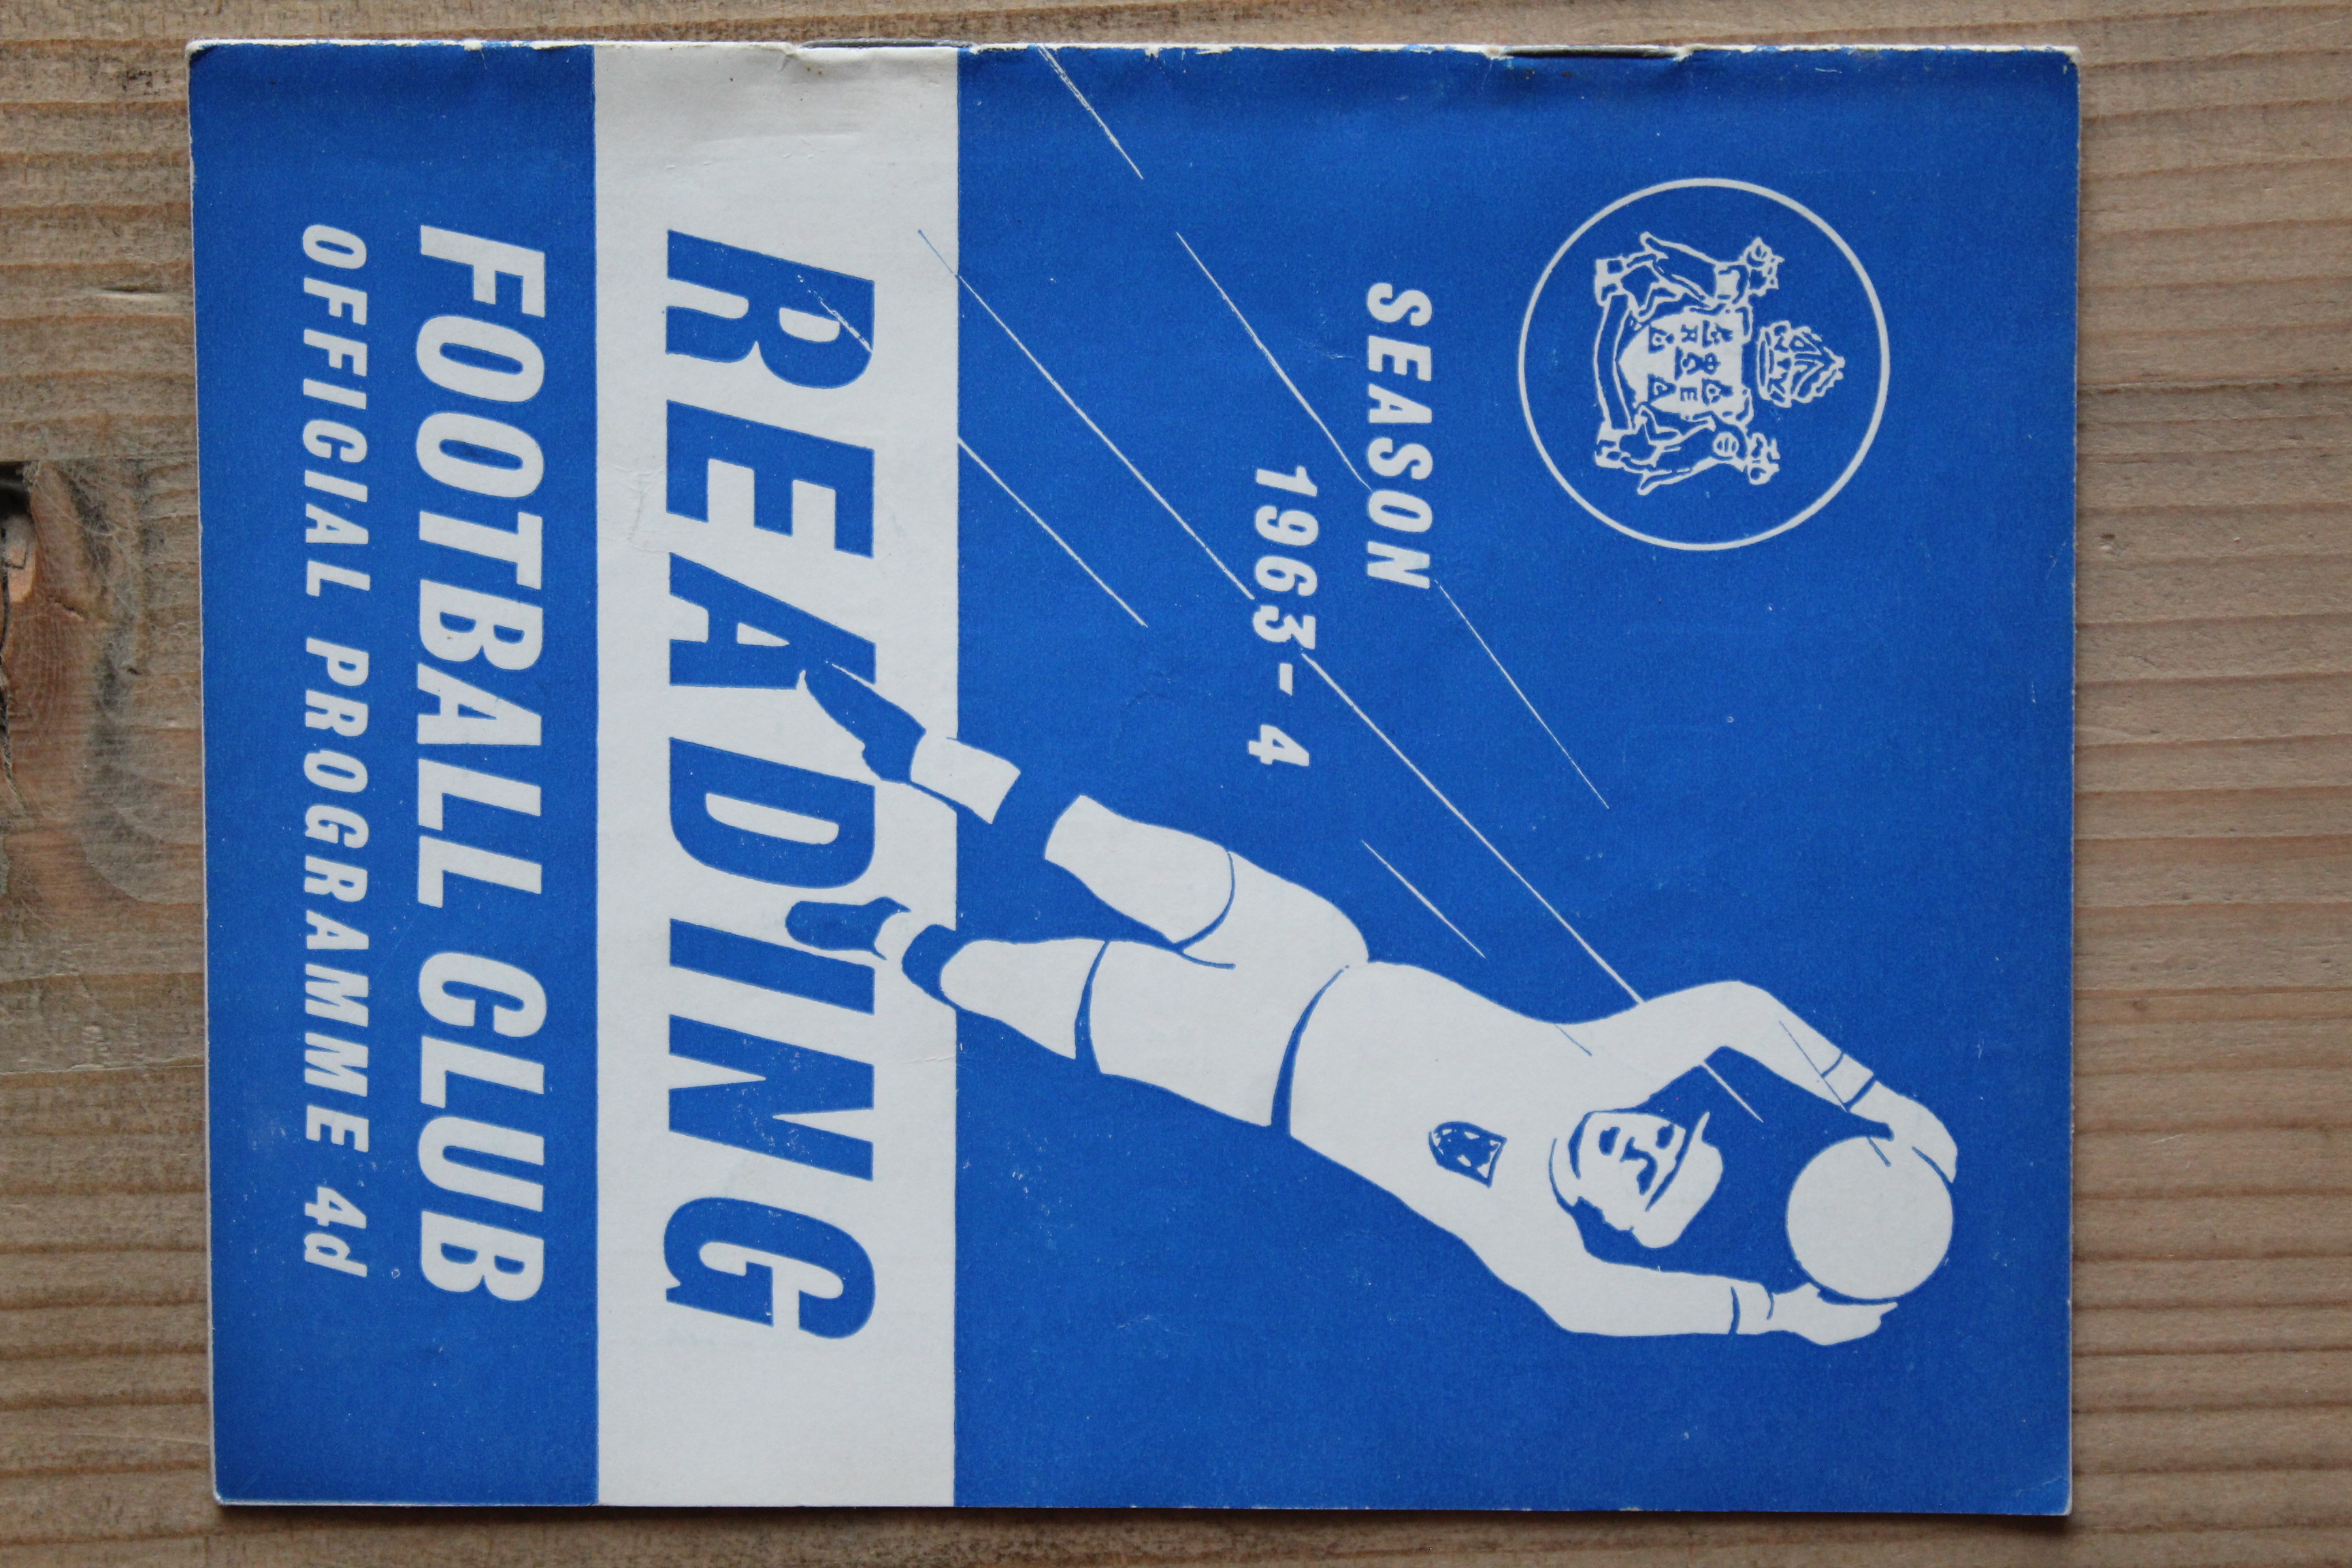 SEASON
1963-4
READING
FOOTBALL CLUB
OFFICIAL PROGRAMME 4d